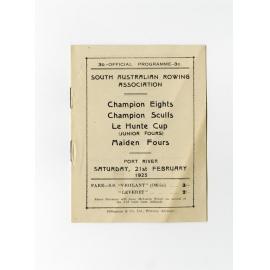 3D.-OFFICIAL PROGRAMME-3D.
SOUTH AUSTRALIAN ROWING
ASSOCIATION
Champion Eights
Champion Sculls
Le Hunte Cup
(JUNIOR FOURS)
Maiden Fours
PORT RIVER
SATURDAY, 21st FEBRUARY
1925
FARE—S.S. "VIGILANT" (Official)
"LEVERET"